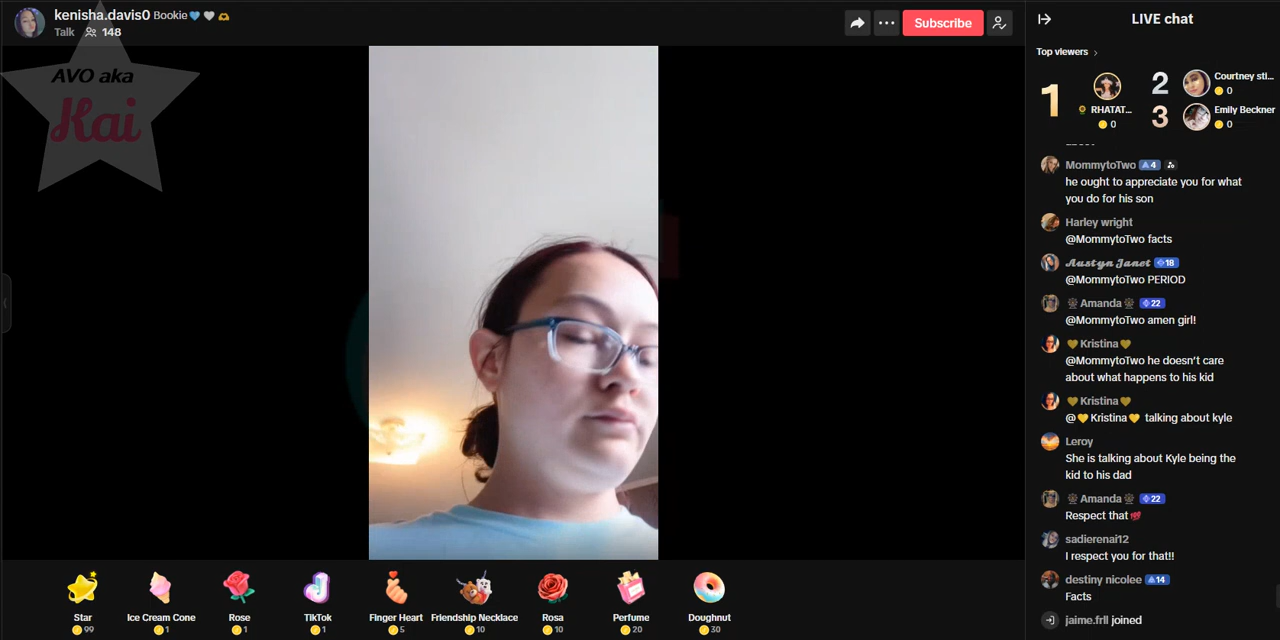 kenisha.davis0 Bookie
Talk 148
Subscribe
AVO aka
Kai
LIVE chat
Top viewers
1
RHATAT...
0
2
Courtney sti...
0
3
Emily Beckner
0
MommytoTwo 4
he ought to appreciate you for what
you do for his son
Harley wright
@MommytoTwo facts
Austyn Janet 18
@MommytoTwo PERIOD
Amanda 22
@MommytoTwo amen girl!
Kristina
@MommytoTwo he doesn't care
about what happens to his kid
Kristina
@💛Kristina💛 talking about kyle
Leroy
She is talking about Kyle being the
kid to his dad
Amanda 22
Respect that💯
sadierenai12
I respect you for that!!
destiny nicolee 14
Facts
jaime.frll joined
Star
99
Ice Cream Cone
1
Rose
1
TikTok
1
Finger Heart
5
Friendship Necklace
10
Rosa
10
Perfume
20
Doughnut
30